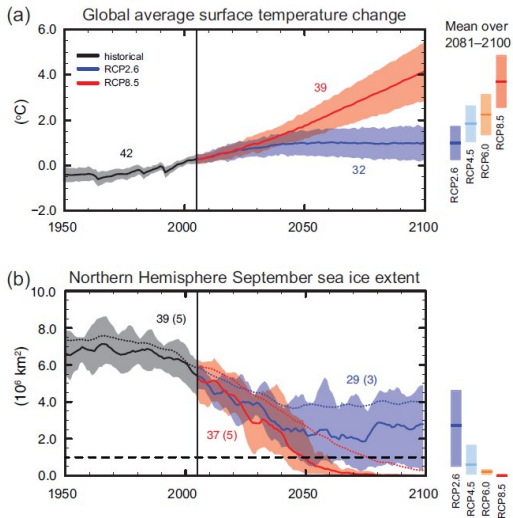 (a) Global average surface temperature change
Mean over
2081–2100
6.0
historical
RCP2.6
RCP8.5
4.0
39
(°C)
2.0
42
0.0
32
−2.0
1950 2000 2050 2100
RCP2.6
RCP4.5
RCP6.0
RCP8.5
(b) Northern Hemisphere September sea ice extent
10.0
39 (5)
8.0
(10⁶ km²)
6.0
29 (3)
4.0
37 (5)
2.0
0.0
1950 2000 2050 2100
RCP2.6
RCP4.5
RCP6.0
RCP8.5